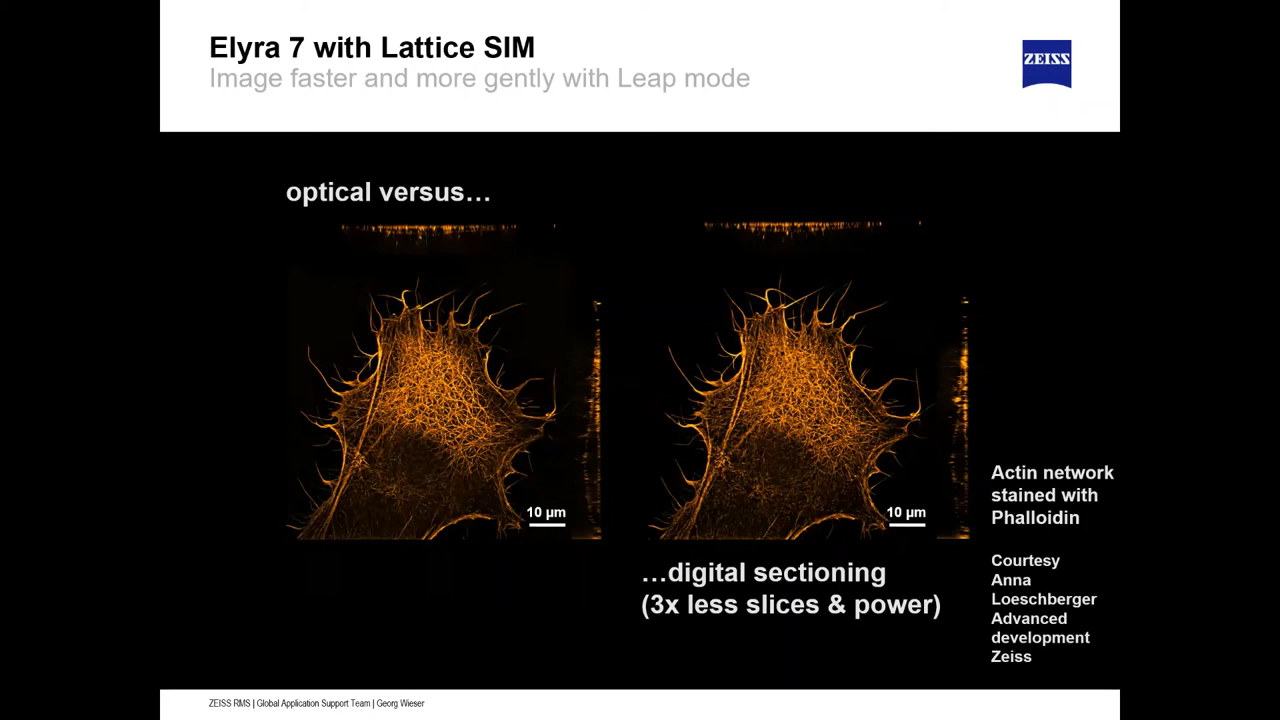 Elyra 7 with Lattice SIM
Image faster and more gently with Leap mode
ZEISS
optical versus…
10 µm
10 µm
…digital sectioning
(3x less slices & power)
Actin network
stained with
Phalloidin
Courtesy
Anna
Loeschberger
Advanced
development
Zeiss
ZEISS RMS | Global Application Support Team | Georg Wieser